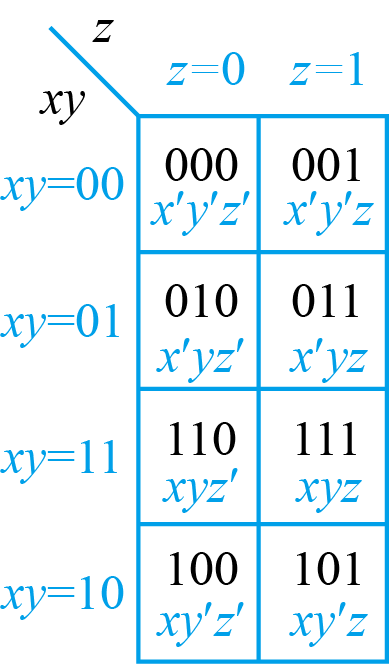 z
xy
z=0 z=1
xy=00 000 001
x′y′z′ x′y′z
xy=01 010 011
x′yz′ x′yz
xy=11 110 111
xyz′ xyz
xy=10 100 101
xy′z′ xy′z